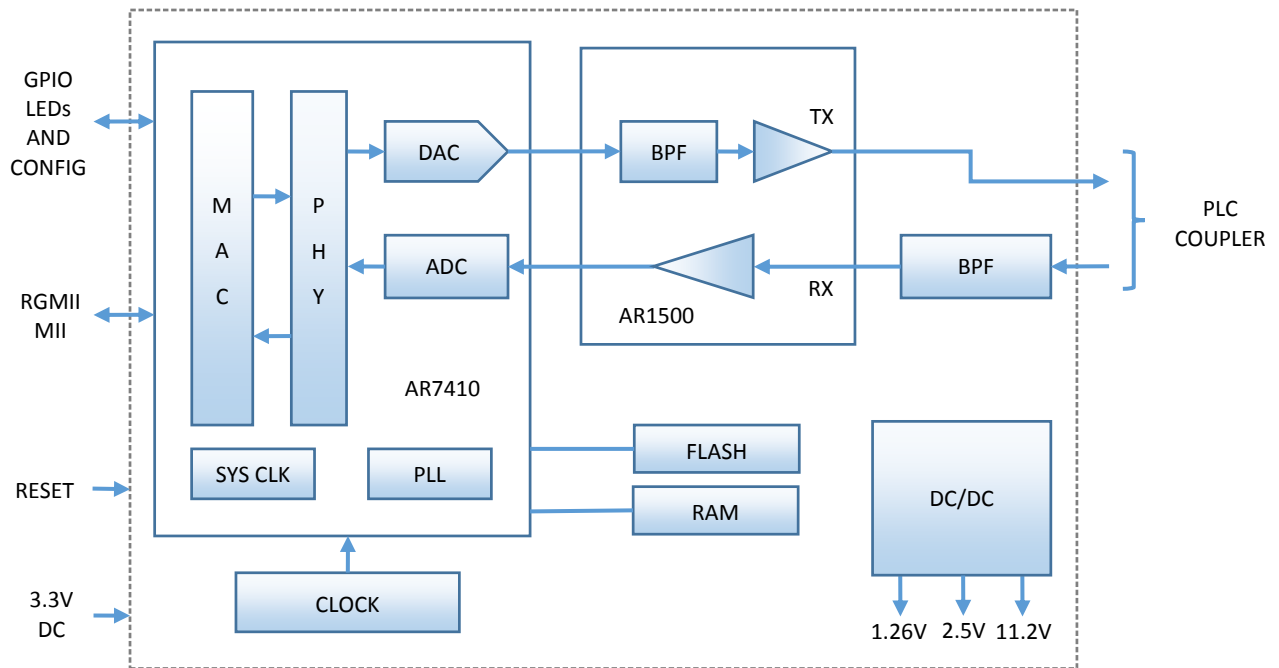 GPIO
LEDs
AND
CONFIG
RGMII
MII
RESET
3.3V
DC
M
A
C
P
H
Y
DAC
ADC
AR7410
SYS CLK
PLL
CLOCK
BPF
TX
RX
AR1500
BPF
PLC
COUPLER
FLASH
RAM
DC/DC
1.26V
2.5V
11.2V